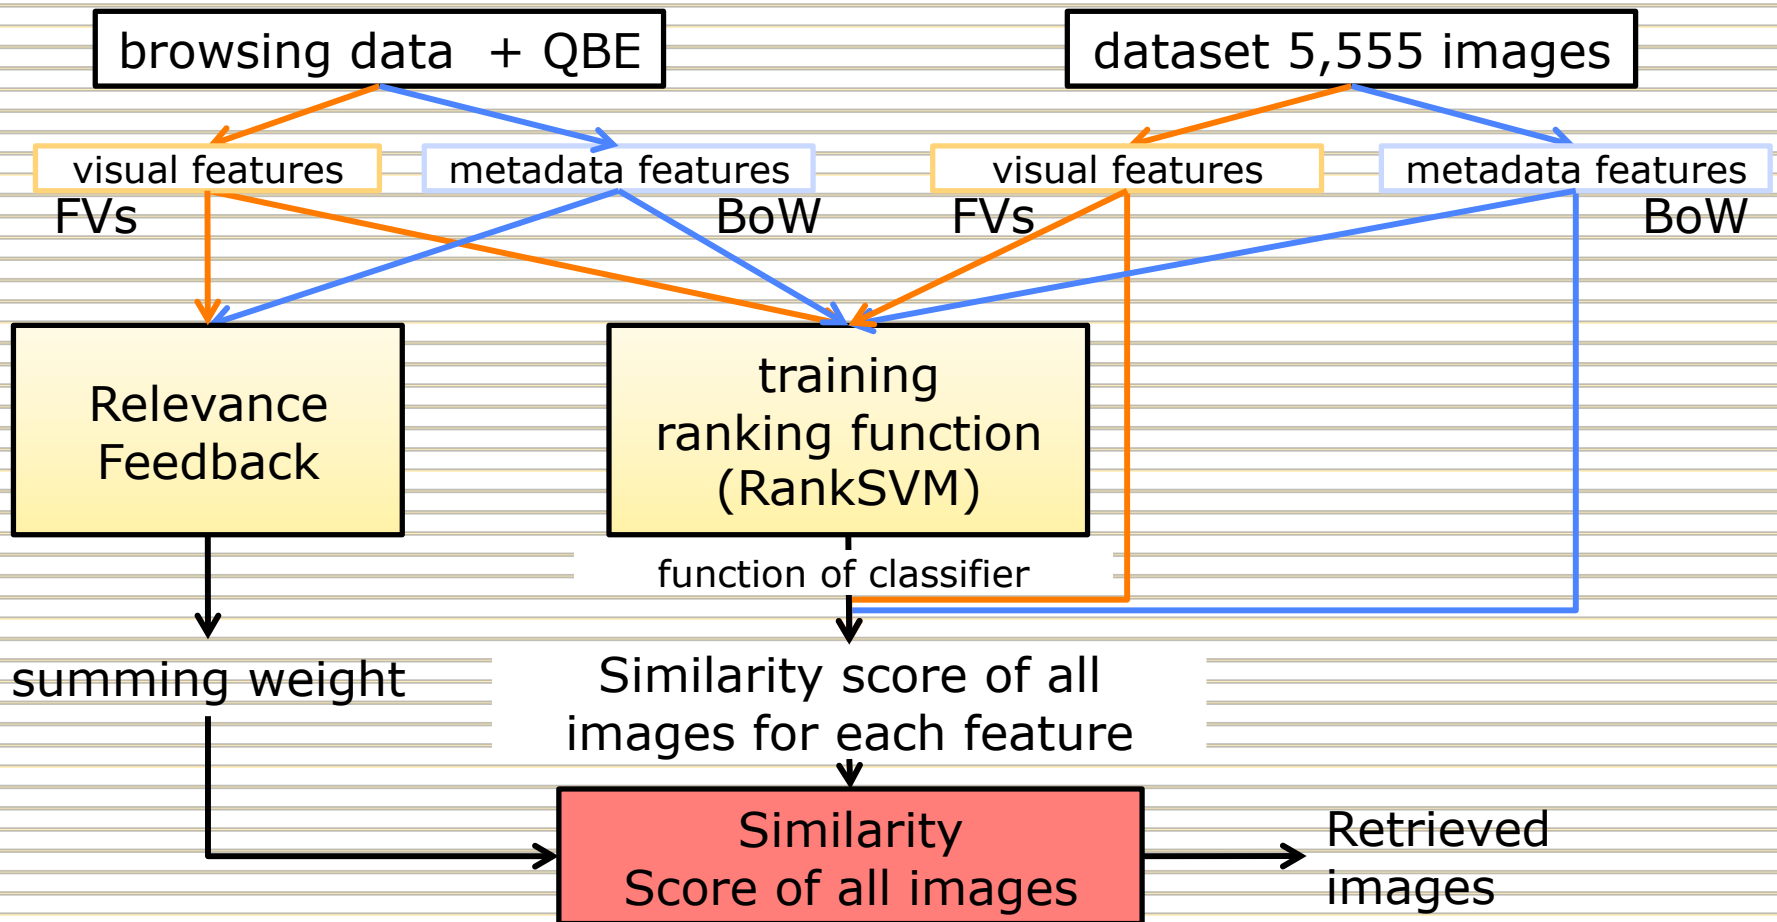 browsing data + QBE
dataset 5,555 images
visual features
metadata features
visual features
metadata features
FVs
BoW
FVs
BoW
Relevance
Feedback
training
ranking function
(RankSVM)
function of classifier
summing weight
Similarity score of all
images for each feature
Similarity
Score of all images
Retrieved
images